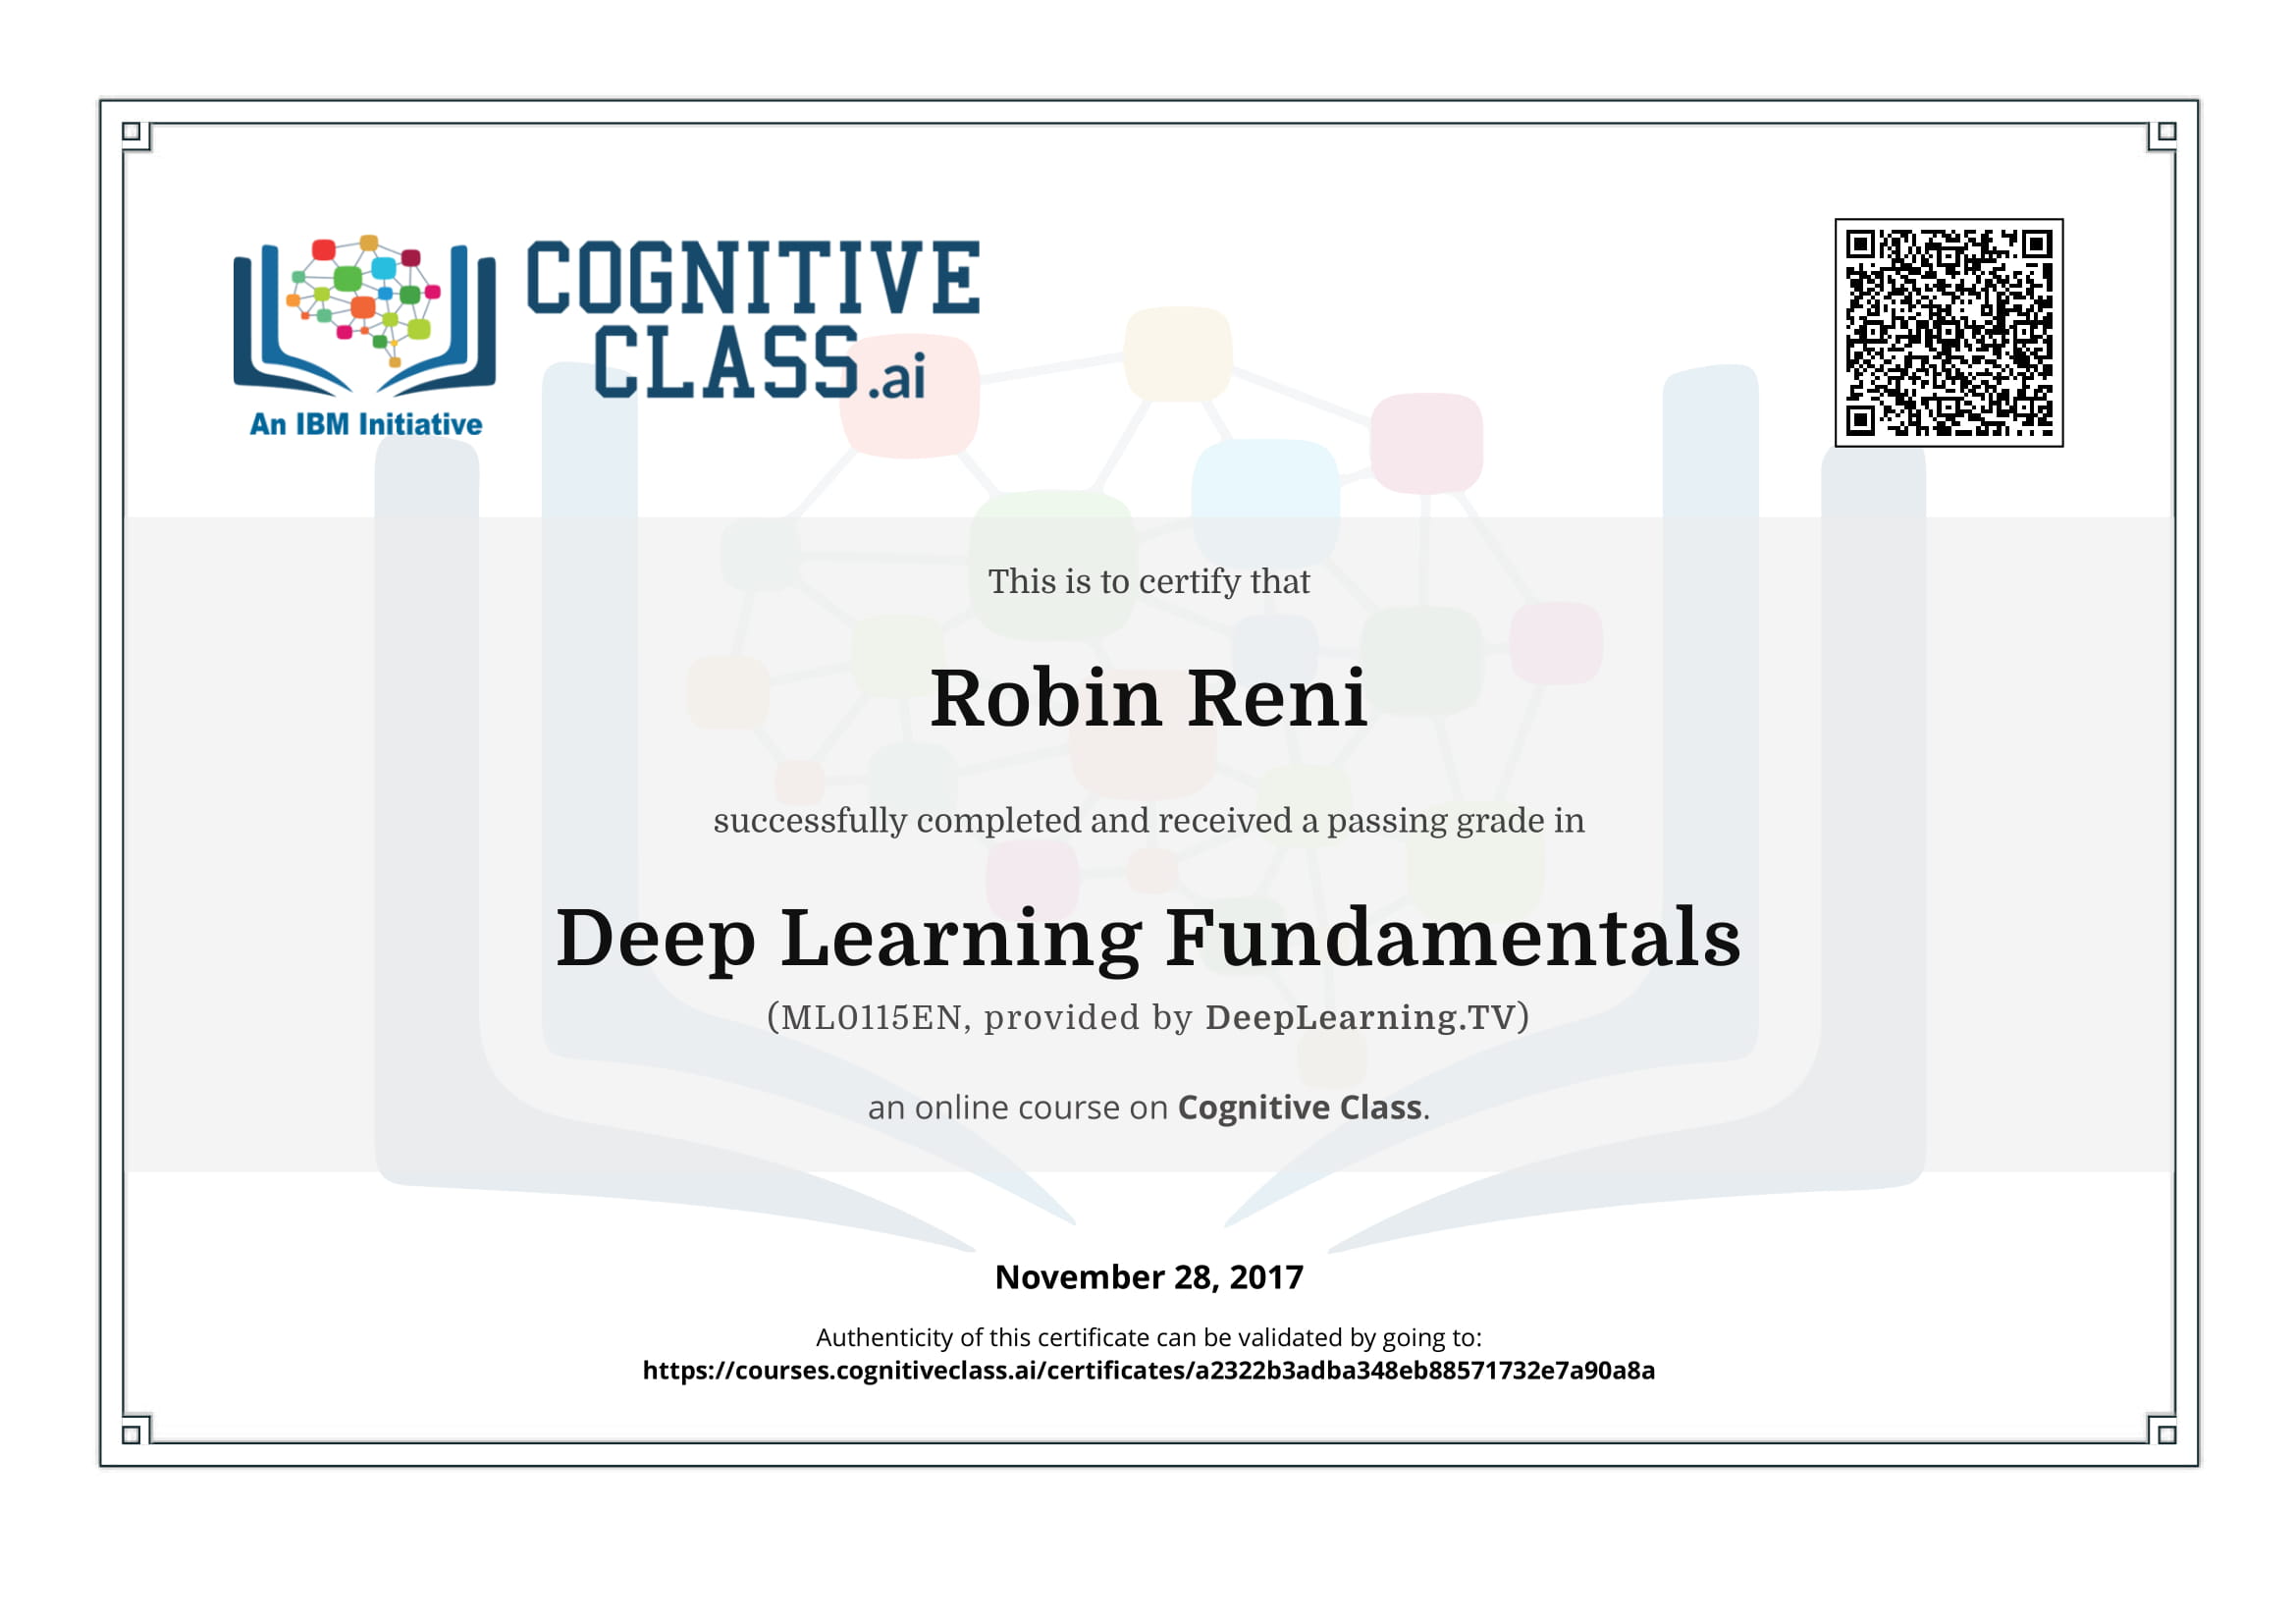 COGNITIVE
CLASS.ai
An IBM Initiative
This is to certify that
Robin Reni
successfully completed and received a passing grade in
Deep Learning Fundamentals
(ML0115EN, provided by DeepLearning.TV)
an online course on Cognitive Class.
November 28, 2017
Authenticity of this certificate can be validated by going to:
https://courses.cognitiveclass.ai/certificates/a2322b3adba348eb88571732e7a90a8a